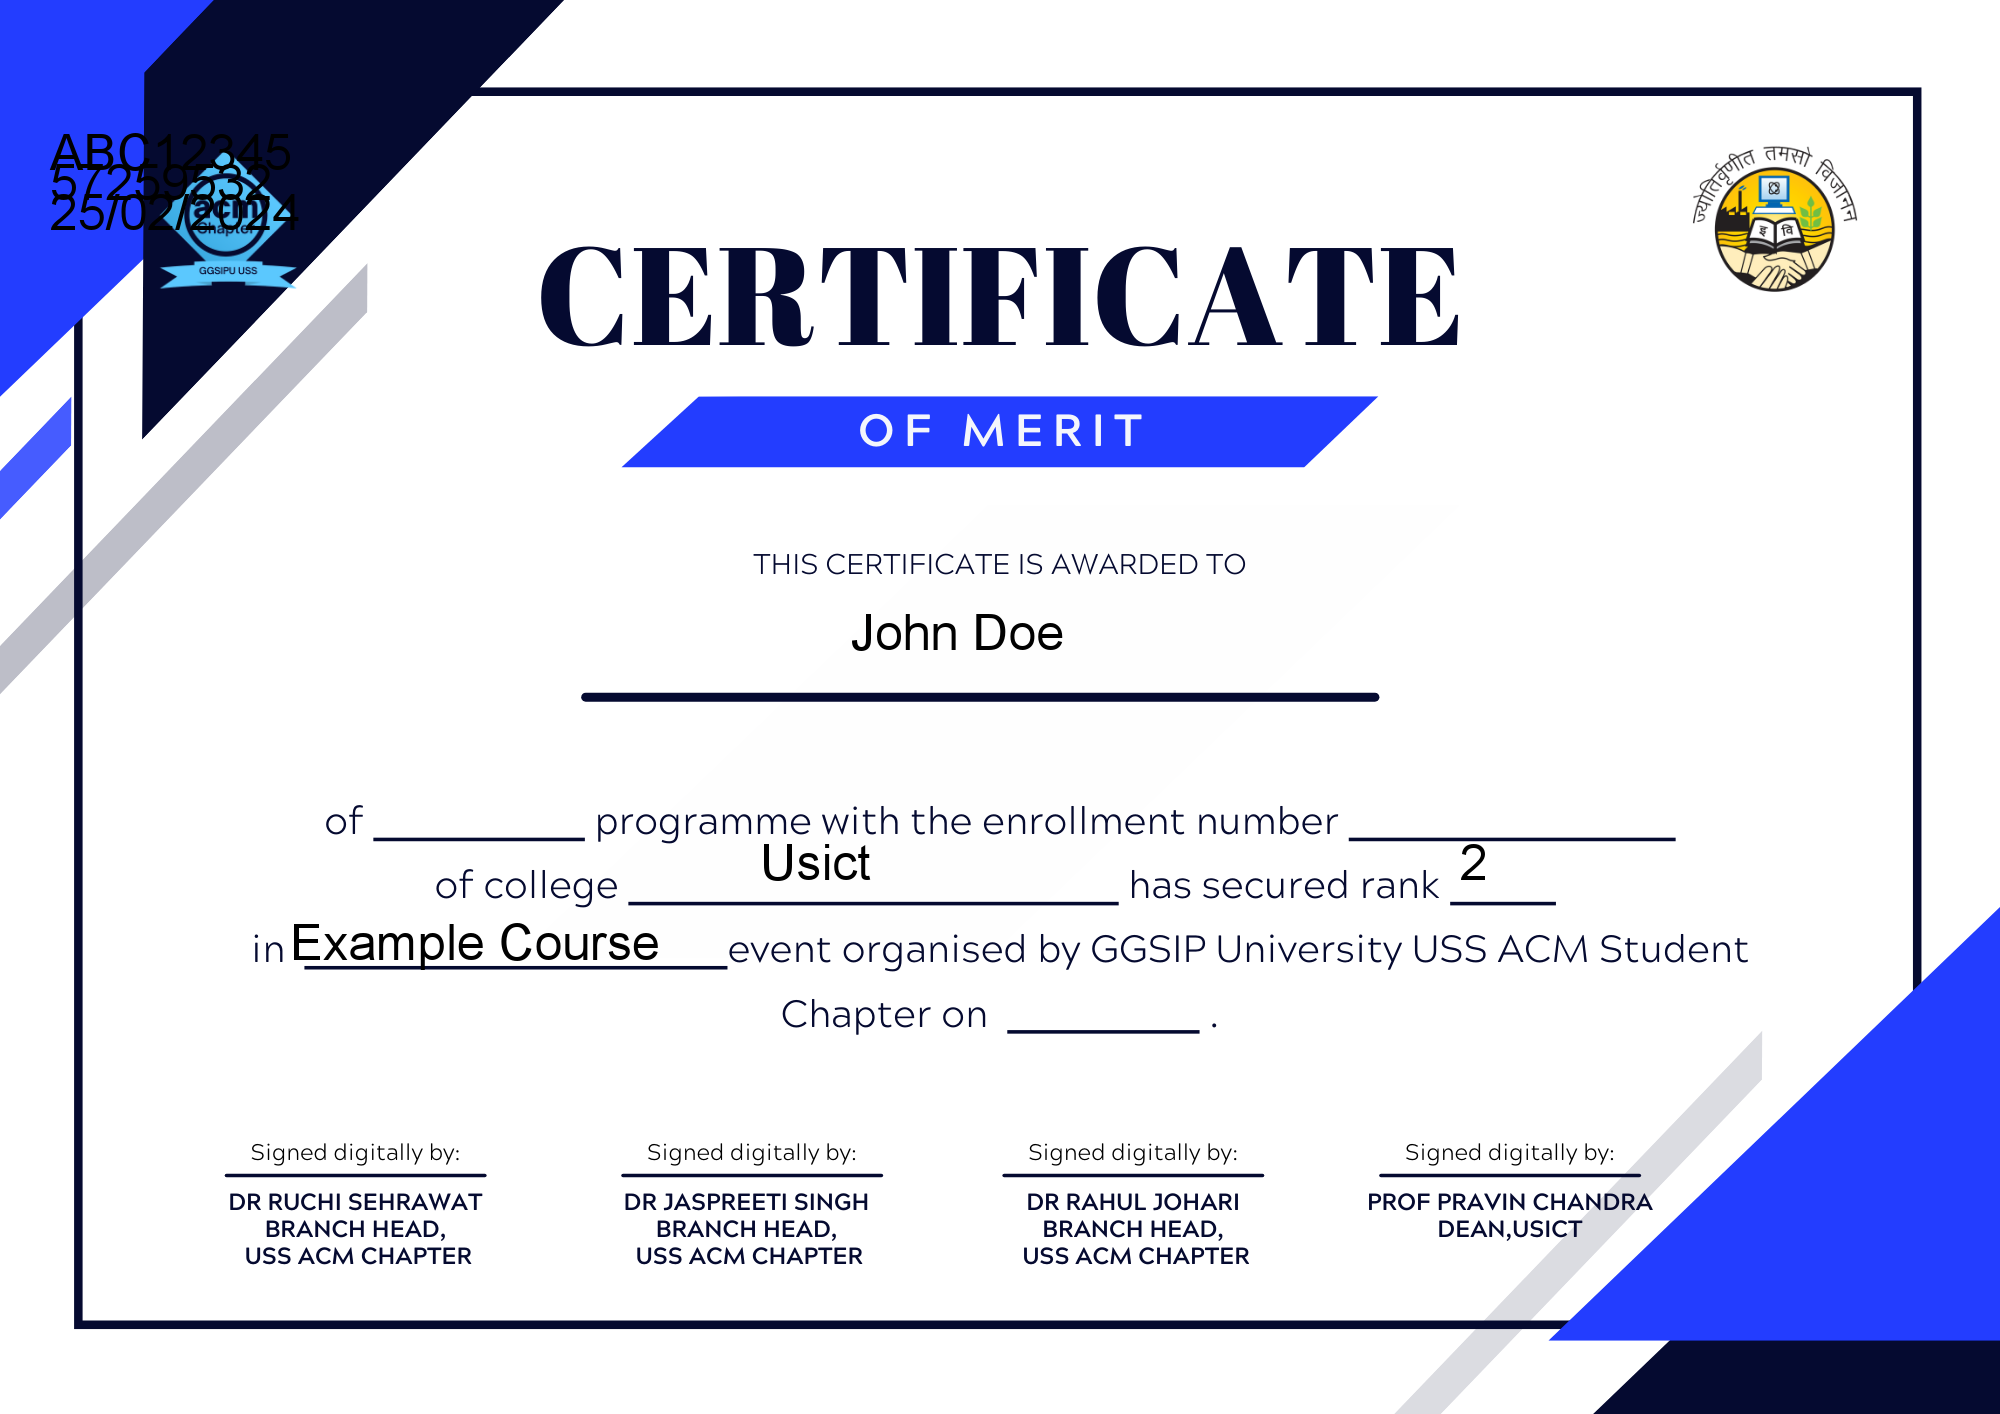 ABC12345
57259632
25/02/2024
acm
Chapter
GGSIPU USS
ज्योतिर्वृणीत तमसो विजानन
इ वि
CERTIFICATE
OF MERIT
THIS CERTIFICATE IS AWARDED TO
John Doe
of ___ programme with the enrollment number ___
of college Usict has secured rank 2
in Example Course event organised by GGSIP University USS ACM Student
Chapter on ___ .
Signed digitally by: Signed digitally by: Signed digitally by: Signed digitally by:
DR RUCHI SEHRAWAT DR JASPREETI SINGH DR RAHUL JOHARI PROF PRAVIN CHANDRA
BRANCH HEAD, BRANCH HEAD, BRANCH HEAD, DEAN,USICT
USS ACM CHAPTER USS ACM CHAPTER USS ACM CHAPTER